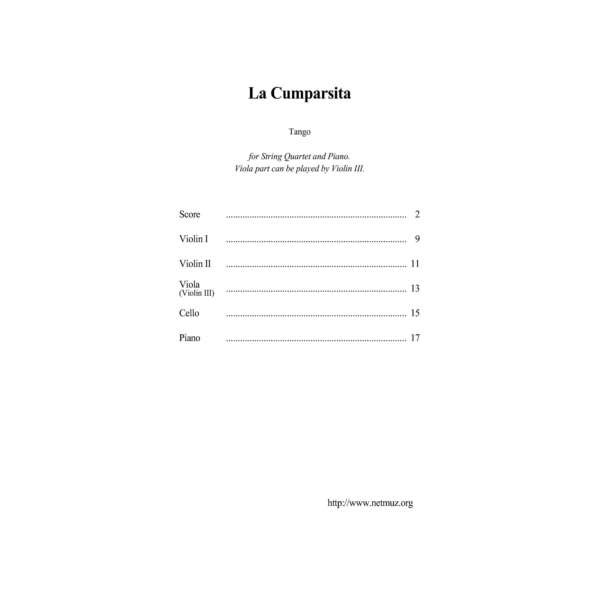 La Cumparsita
Tango
for String Quartet and Piano.
Viola part can be played by Violin III.
Score ................................................................................ 2
Violin I ................................................................................ 9
Violin II ................................................................................ 11
Viola
(Violin III) ................................................................................ 13
Cello ................................................................................ 15
Piano ................................................................................ 17
http://www.netmuz.org